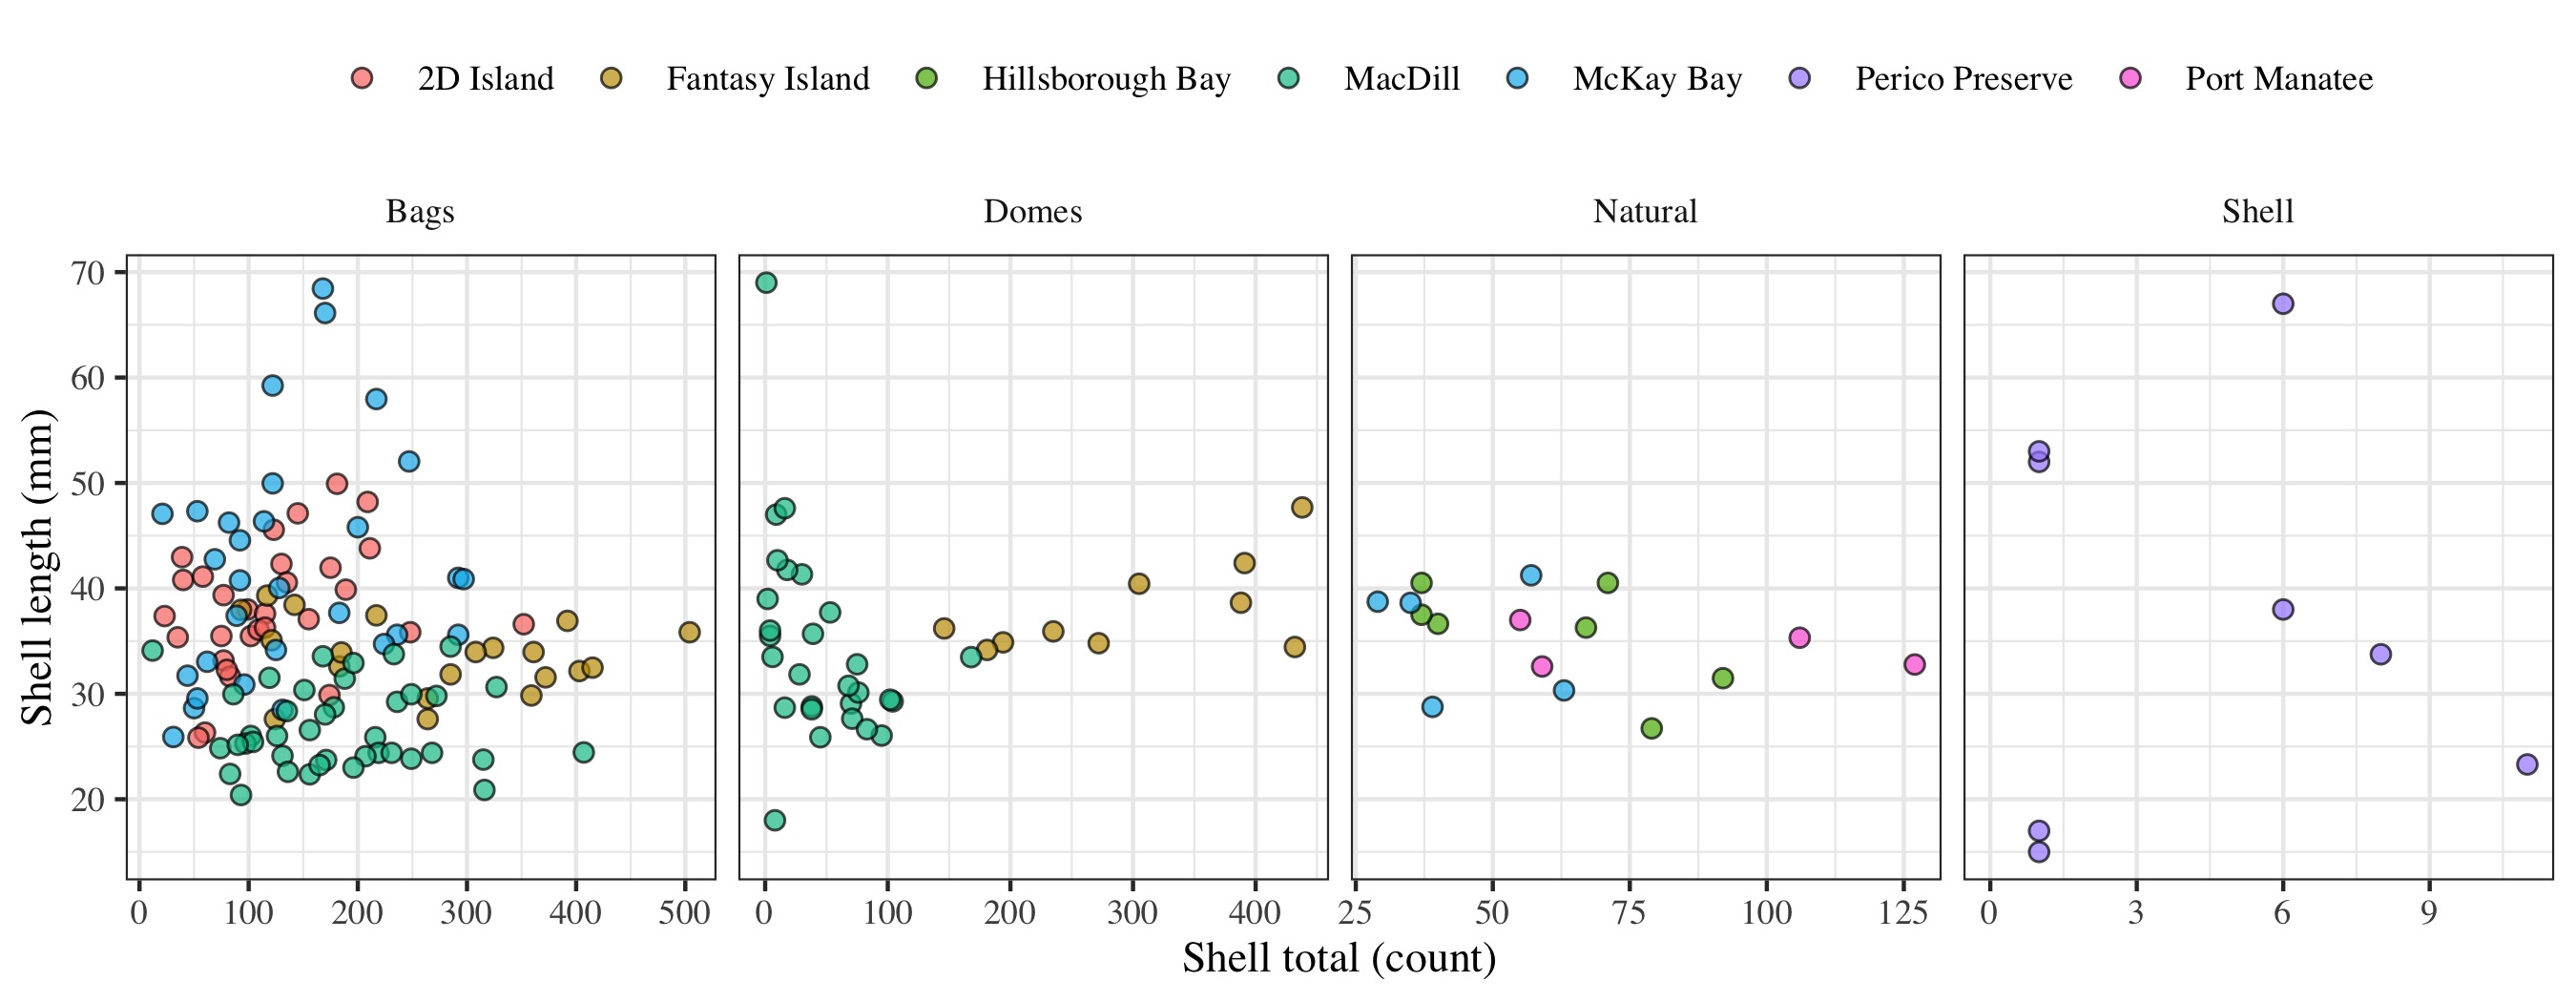 2D Island Fantasy Island Hillsborough Bay MacDill McKay Bay Perico Preserve Port Manatee
Bags Domes Natural Shell
70
60
50
40
30
20
Shell length (mm)
0 100 200 300 400 500 0 100 200 300 400 25 50 75 100 125 0 3 6 9
Shell total (count)